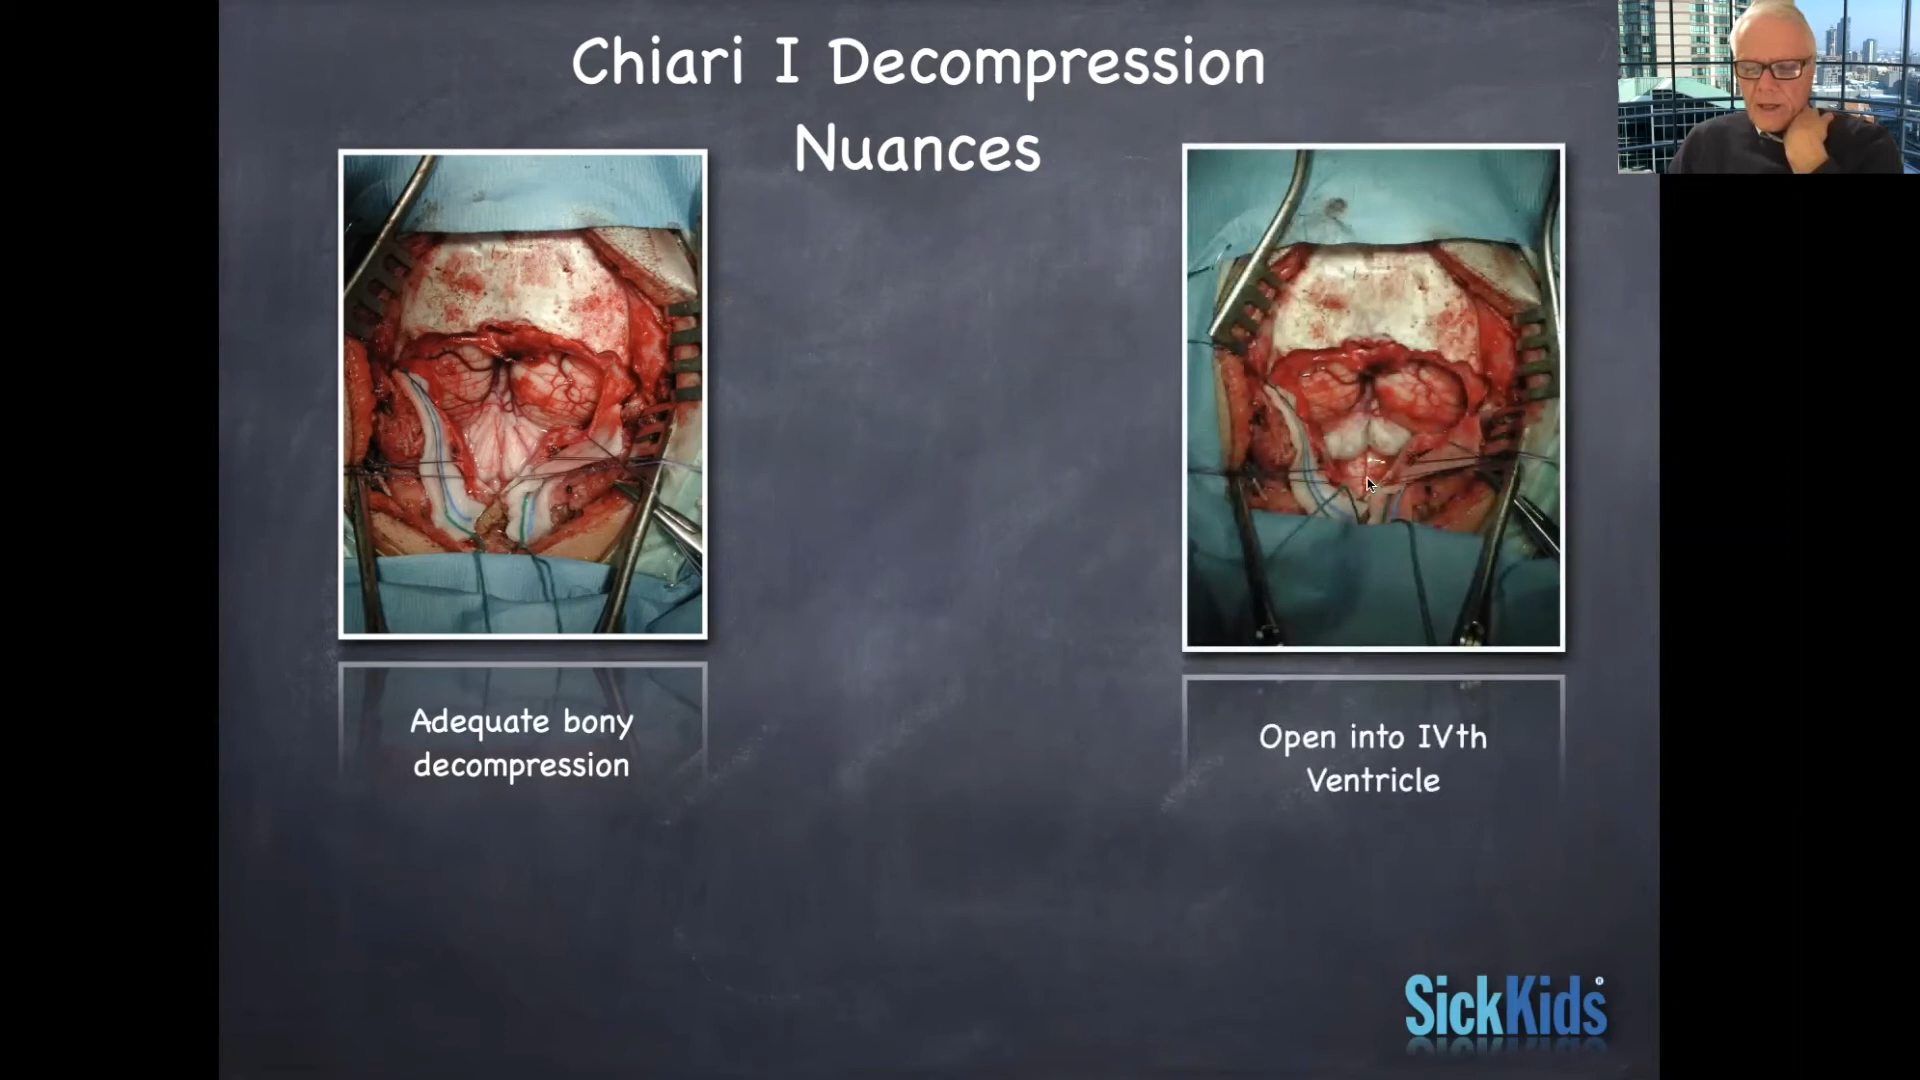 Chiari I Decompression
Nuances
Adequate bony
decompression
Open into IVth
Ventricle
SickKids®